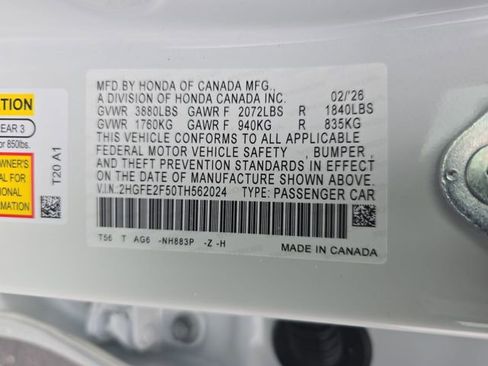 MFD.BY HONDA OF CANADA MFG.,
A DIVISION OF HONDA CANADA INC. 02/'26
GVWR 3880LBS GAWR F 2072LBS R 1840LBS
GVWR 1760KG GAWR F 940KG R 835KG
THIS VEHICLE CONFORMS TO ALL APPLICABLE
FEDERAL MOTOR VEHICLE SAFETY , BUMPER ,
AND THEFT PREVENTION STANDARDS IN EFFECT
ON THE DATE OF MANUFACTURE SHOWN ABOVE.
V.I.N.:2HGFE2F50TH562024 TYPE: PASSENGER CAR
T56 T AG6 -NH883P -Z -H
MADE IN CANADA
T20 A1
EAR 3
r 850lbs.
WNER'S